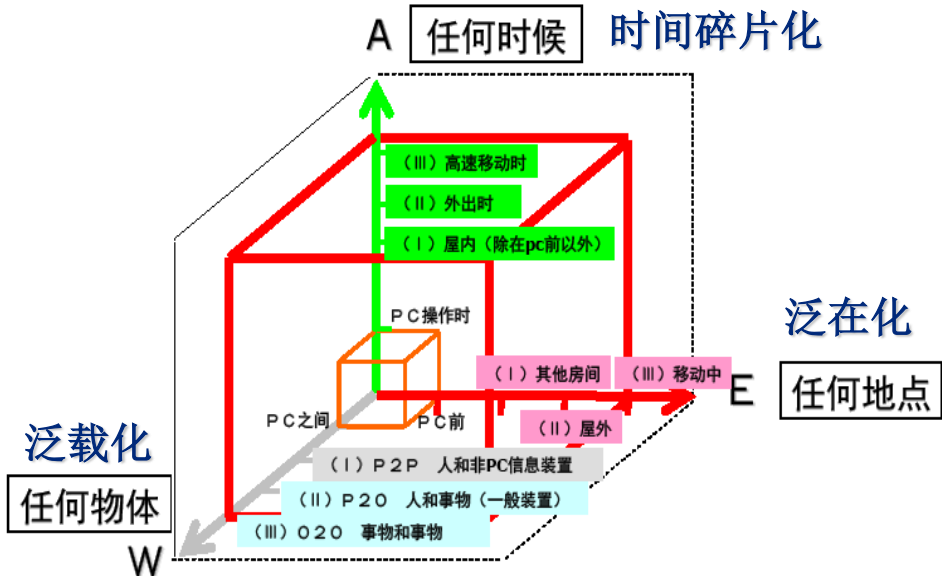 A 任何时候 时间碎片化
（Ⅲ）高速移动时
（Ⅱ）外出时
（Ⅰ）屋内（除在pc前以外）
ＰＣ操作时
泛在化
（Ⅰ）其他房间 （Ⅲ）移动中
E 任何地点
ＰＣ之间 ＰＣ前
（Ⅱ）屋外
泛载化
（Ⅰ）Ｐ２Ｐ 人和非PC信息装置
任何物体
（Ⅱ）Ｐ２Ｏ 人和事物（一般装置）
（Ⅲ）Ｏ２Ｏ 事物和事物
W